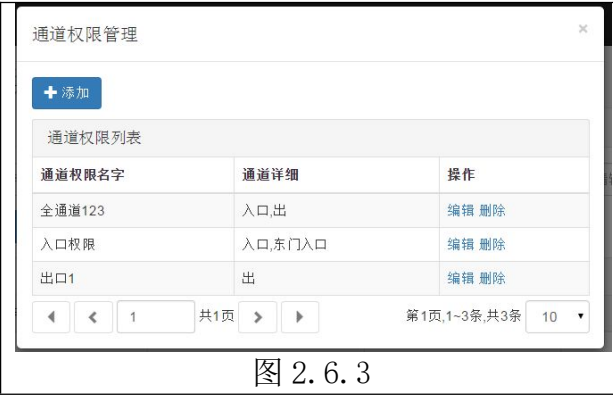 通道权限管理 ×
添加
通道权限列表
通道权限名字 通道详细 操作
全通道123 入口,出 编辑 删除
入口权限 入口,东门入口 编辑 删除
出口1 出 编辑 删除
1 共1页 第1页,1~3条,共3条 10
图 2.6.3